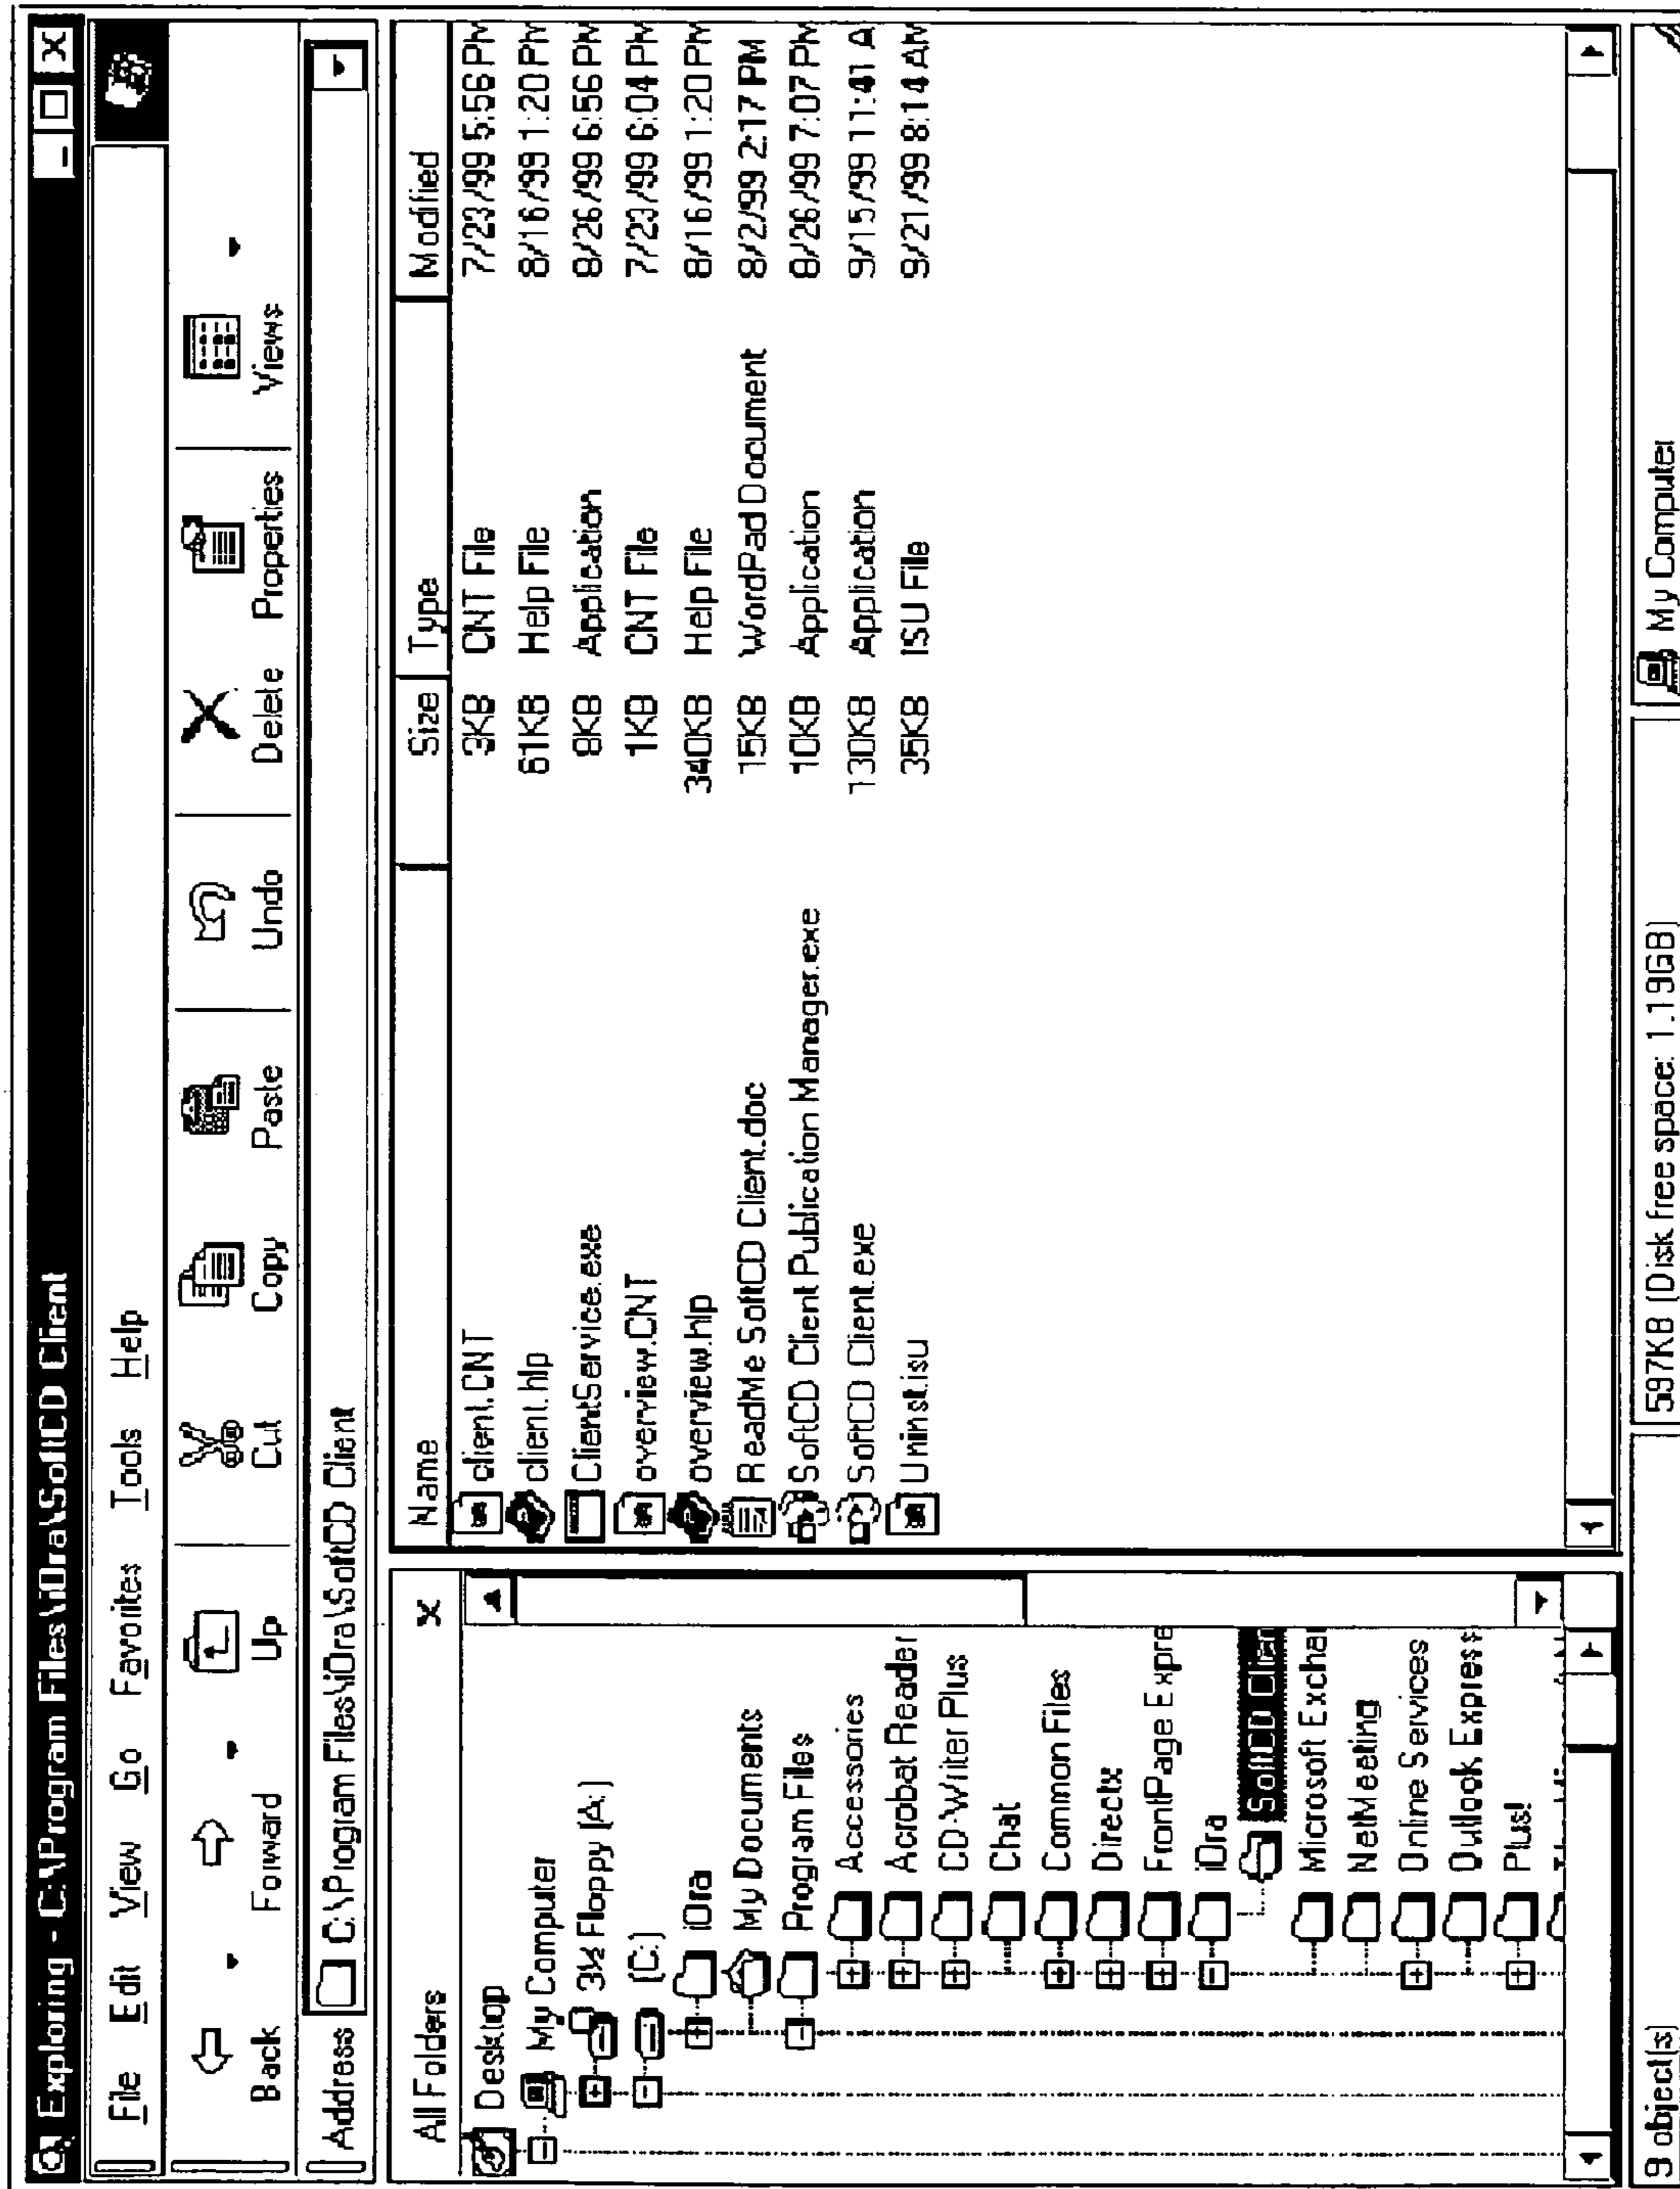 Exploring - C:\Program Files\iOra\SoftCD Client
File Edit View Go Favorites Tools Help
Back Forward Up Cut Copy Paste Undo Delete Properties Views
Address C:\Program Files\iOra\SoftCD Client
All Folders
Desktop
My Computer
3½ Floppy (A:)
(C:)
iOra
My Documents
Program Files
Accessories
Acrobat Reader
CD-Writer Plus
Chat
Common Files
Directx
FrontPage Expre
iOra
SoftCD Clien
Microsoft Exchar
NetMeeting
Online Services
Outlook Express
Plus!
Name Size Type Modified
client.CNT 3KB CNT File 7/23/99 5:56 PM
client.hlp 61KB Help File 8/16/99 1:20 PM
ClientService.exe 8KB Application 8/26/99 6:56 PM
overview.CNT 1KB CNT File 7/23/99 6:04 PM
overview.hlp 340KB Help File 8/16/99 1:20 PM
ReadMe SoftCD Client.doc 15KB WordPad Document 8/2/99 2:17 PM
SoftCD Client Publication Manager.exe 10KB Application 8/26/99 7:07 PM
SoftCD Client.exe 130KB Application 9/15/99 11:41 A
Uninst.isu 35KB ISU File 9/21/99 8:14 AM
9 object(s) 597KB (Disk free space: 1.19GB) My Computer